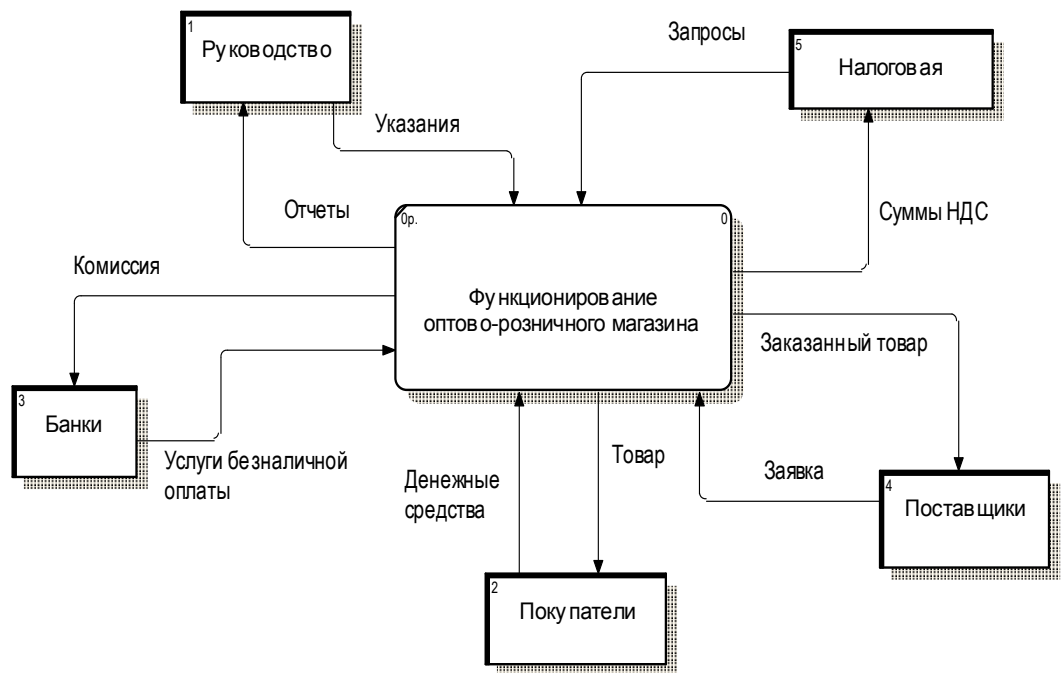 1
Руководство
Запросы
5
Налоговая
Указания
Отчеты
0р.
0
Суммы НДС
Комиссия
Функционирование
оптово-розничного магазина
Заказанный товар
3
Банки
Услуги безналичной
оплаты
Денежные
средства
Товар
Заявка
4
Поставщики
2
Покупатели